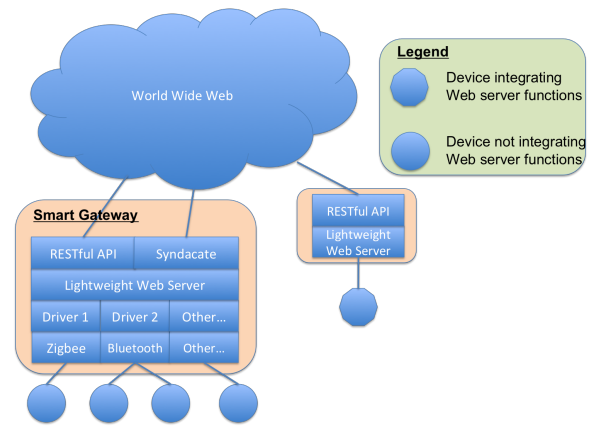 World Wide Web
Legend
Device integrating
Web server functions
Device not integrating
Web server functions
Smart Gateway
RESTful API
Syndacate
Lightweight Web Server
Driver 1
Driver 2
Other...
Zigbee
Bluetooth
Other...
RESTful API
Lightweight
Web Server